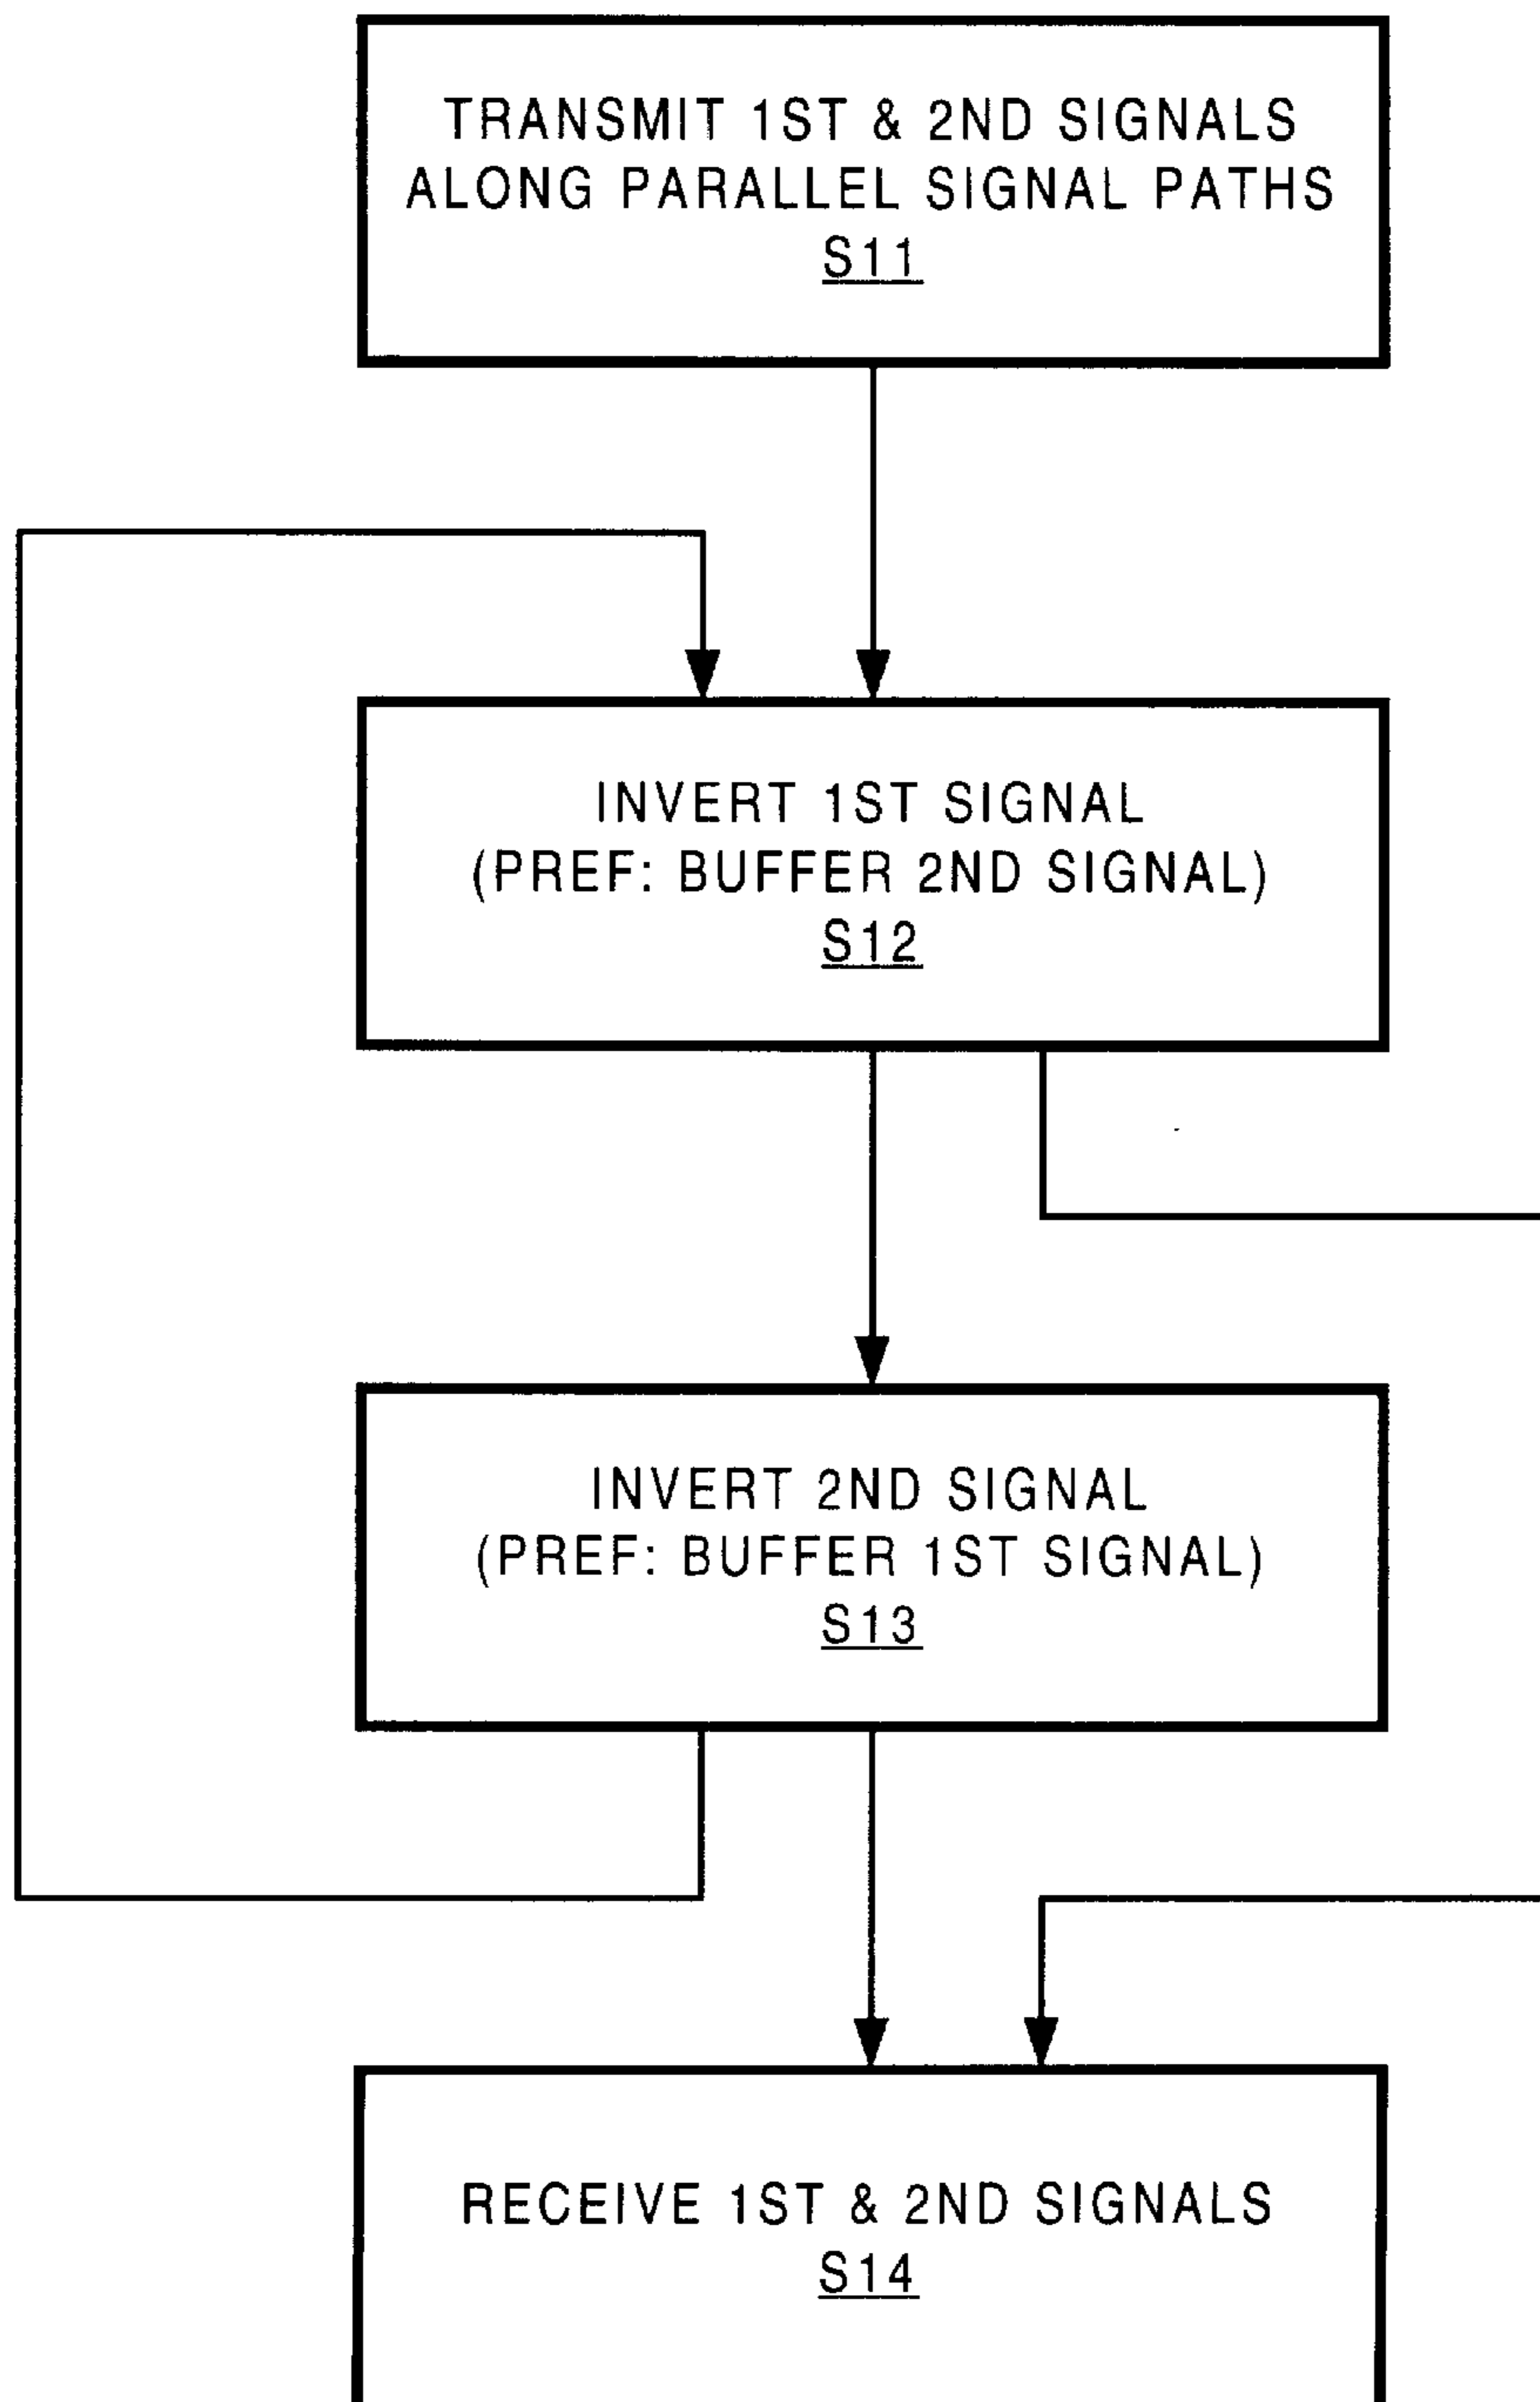 TRANSMIT 1ST & 2ND SIGNALS
ALONG PARALLEL SIGNAL PATHS
S11
INVERT 1ST SIGNAL
(PREF: BUFFER 2ND SIGNAL)
S12
INVERT 2ND SIGNAL
(PREF: BUFFER 1ST SIGNAL)
S13
RECEIVE 1ST & 2ND SIGNALS
S14